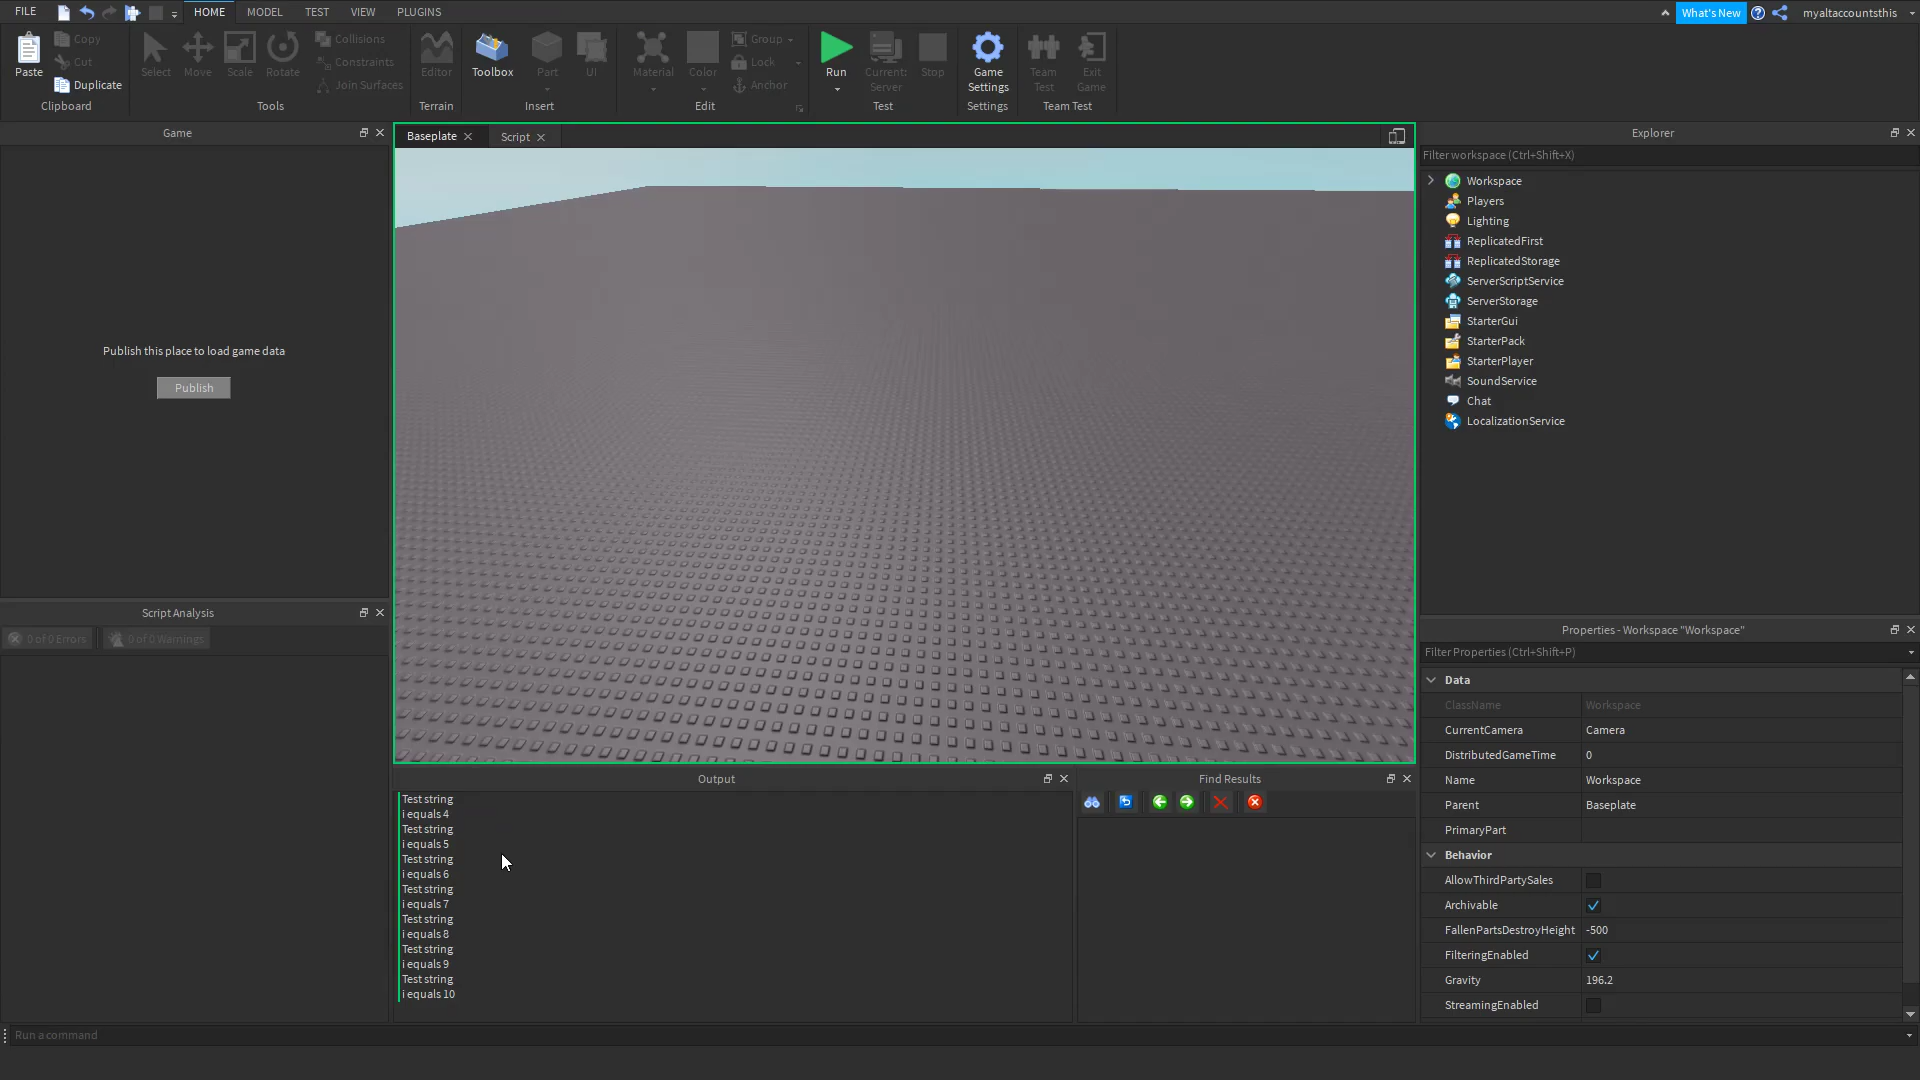 FILE HOME MODEL TEST VIEW PLUGINS What's New myaltaccountsthis
Paste Copy Cut Duplicate
Clipboard
Select Move Scale Rotate Collisions Constraints Join Surfaces
Tools
Editor
Terrain
Toolbox Part UI
Insert
Material Color Group Lock Anchor
Edit
Run Current: Server Stop
Test
Game Settings
Settings
Team Test Exit Game
Team Test
Game
Publish this place to load game data
Publish
Script Analysis
0 of 0 Errors 0 of 0 Warnings
Baseplate Script
Output
Test string
i equals 4
Test string
i equals 5
Test string
i equals 6
Test string
i equals 7
Test string
i equals 8
Test string
i equals 9
Test string
i equals 10
Find Results
Explorer
Filter workspace (Ctrl+Shift+X)
Workspace
Players
Lighting
ReplicatedFirst
ReplicatedStorage
ServerScriptService
ServerStorage
StarterGui
StarterPack
StarterPlayer
SoundService
Chat
LocalizationService
Properties - Workspace "Workspace"
Filter Properties (Ctrl+Shift+P)
Data
ClassName Workspace
CurrentCamera Camera
DistributedGameTime 0
Name Workspace
Parent Baseplate
PrimaryPart
Behavior
AllowThirdPartySales
Archivable
FallenPartsDestroyHeight -500
FilteringEnabled
Gravity 196.2
StreamingEnabled
Run a command